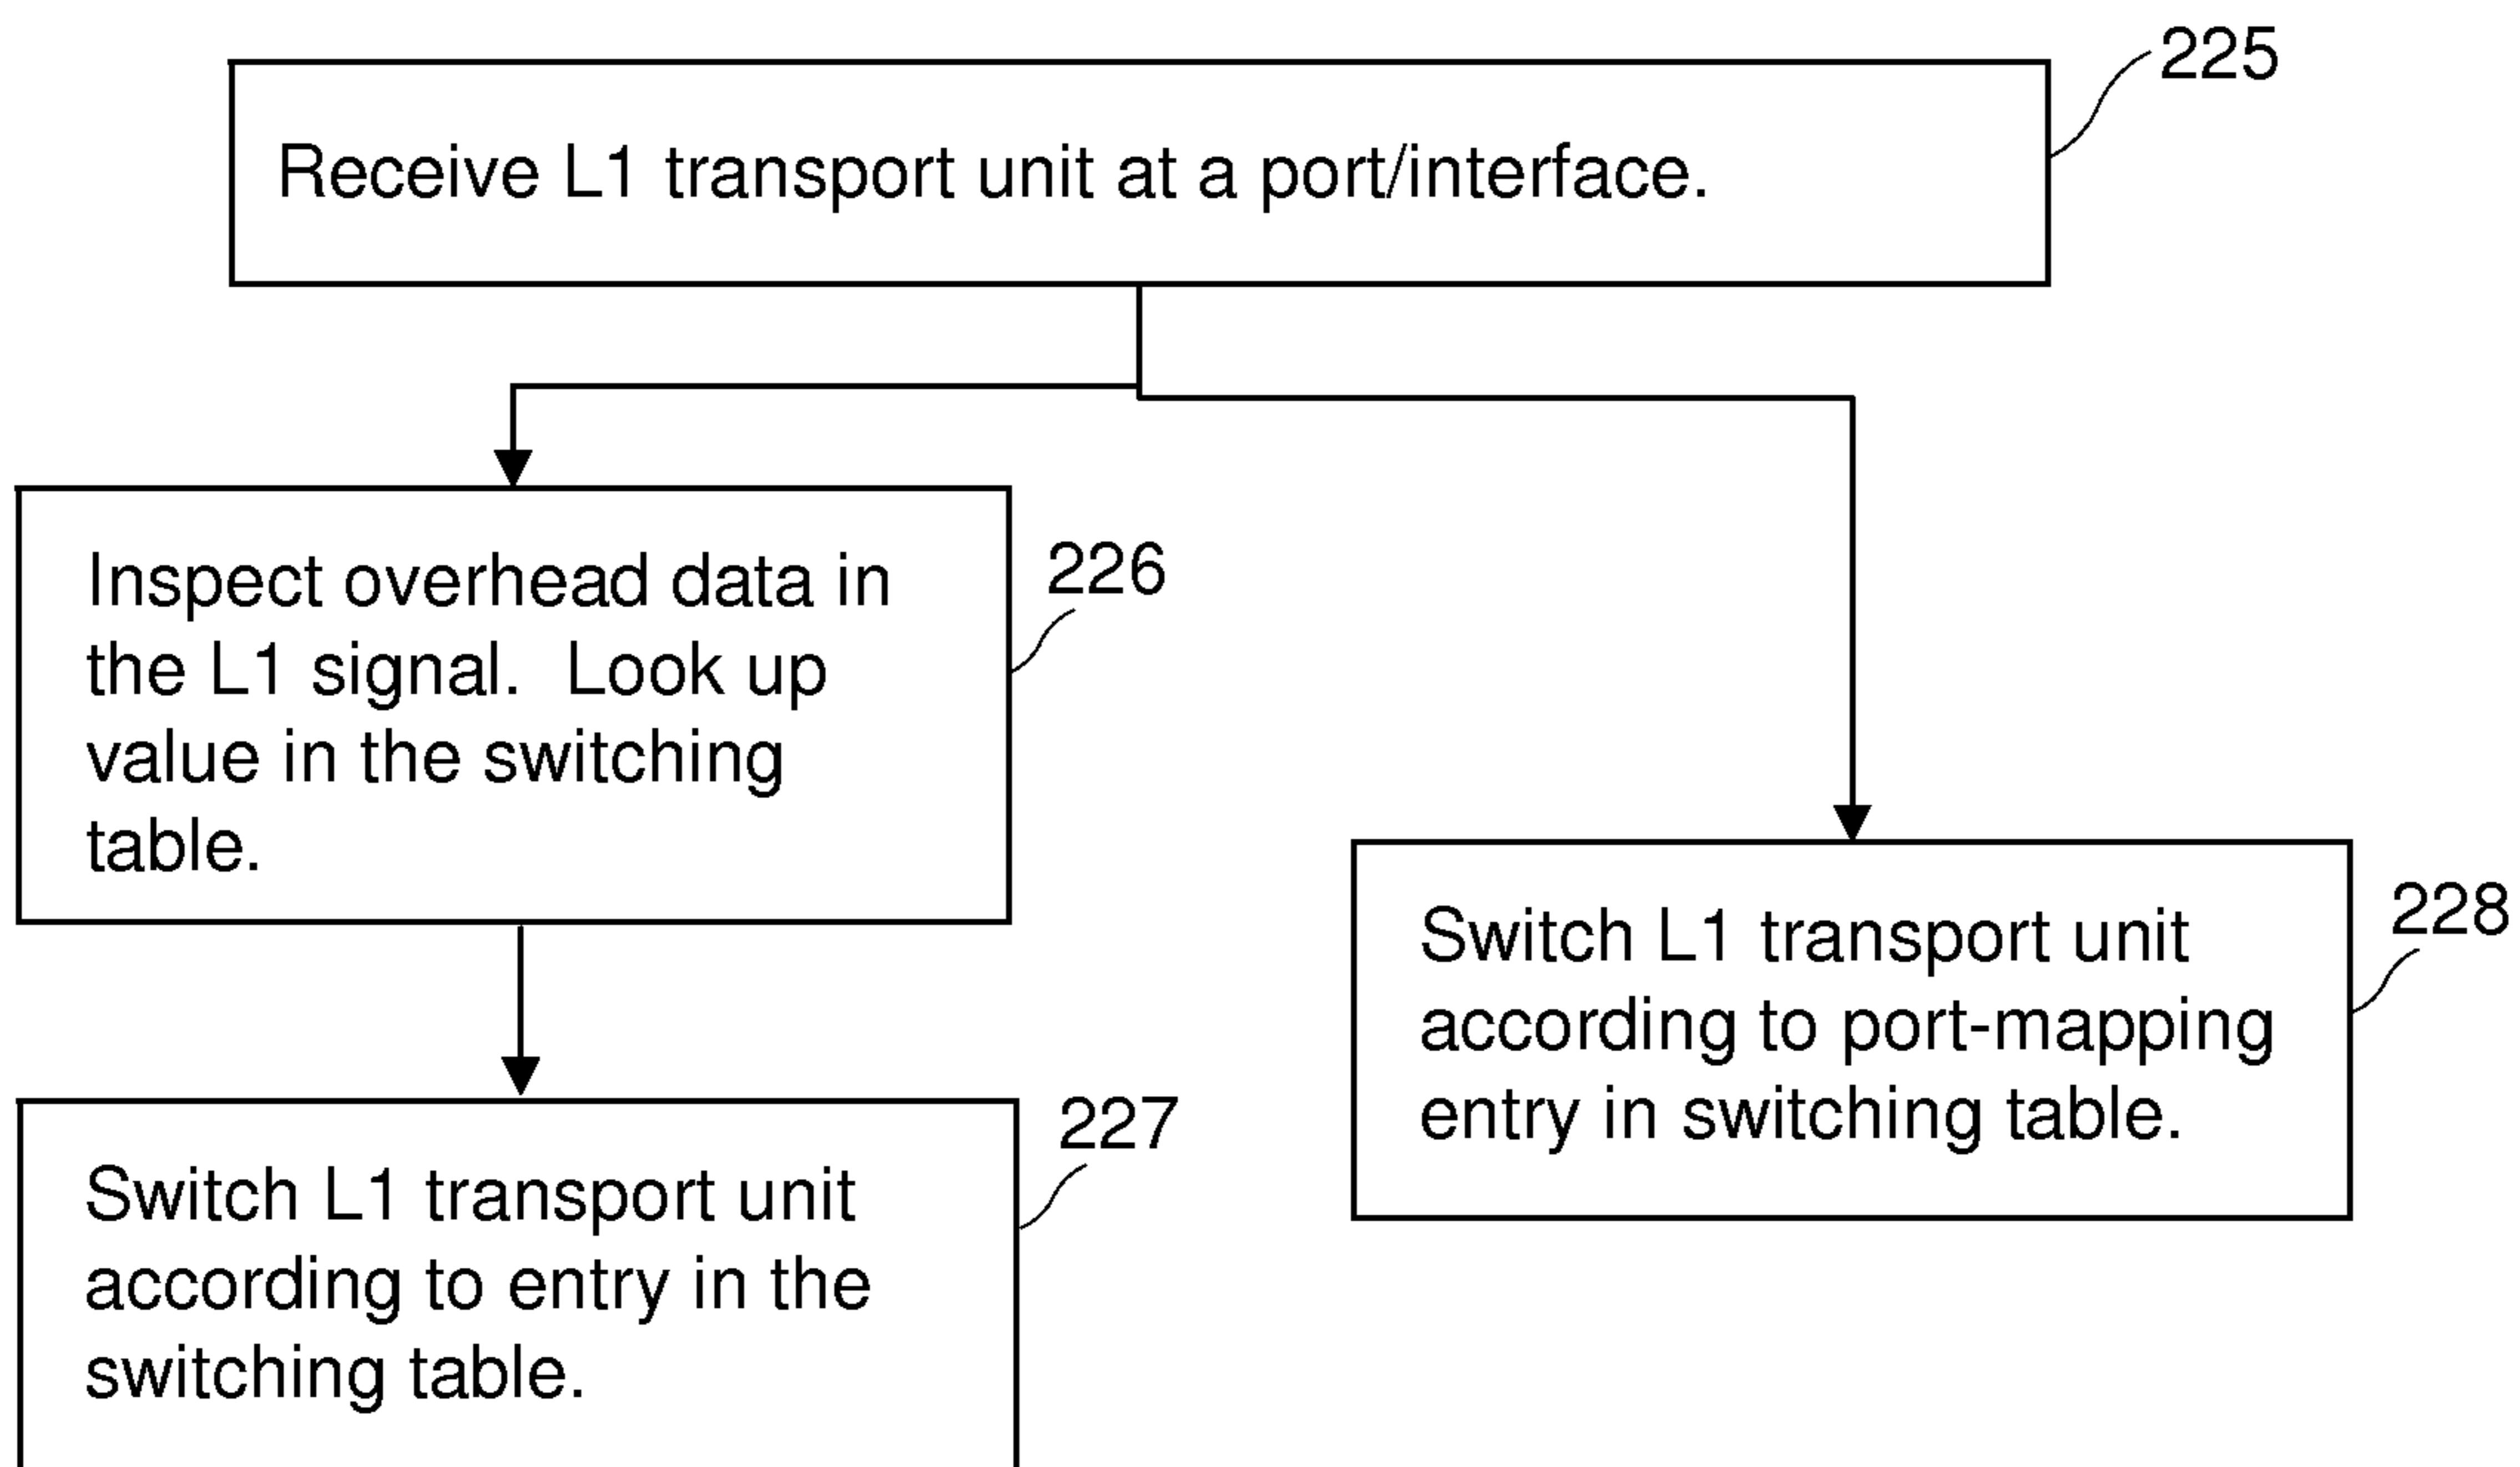 225
Receive L1 transport unit at a port/interface.
226
Inspect overhead data in
the L1 signal.  Look up
value in the switching
table.
228
Switch L1 transport unit
according to port-mapping
entry in switching table.
227
Switch L1 transport unit
according to entry in the
switching table.